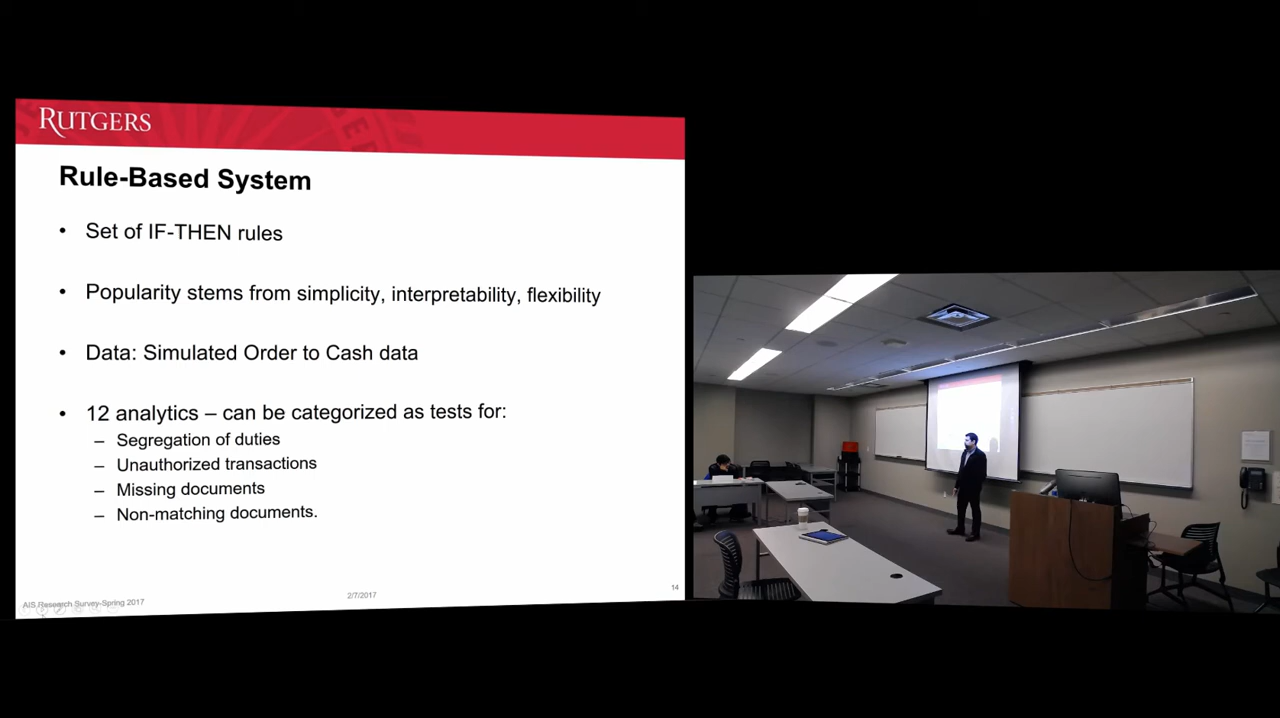 RUTGERS
Rule-Based System
• Set of IF-THEN rules
• Popularity stems from simplicity, interpretability, flexibility
• Data: Simulated Order to Cash data
• 12 analytics – can be categorized as tests for:
– Segregation of duties
– Unauthorized transactions
– Missing documents
– Non-matching documents.
AIS Research Survey-Spring 2017
2/7/2017
14